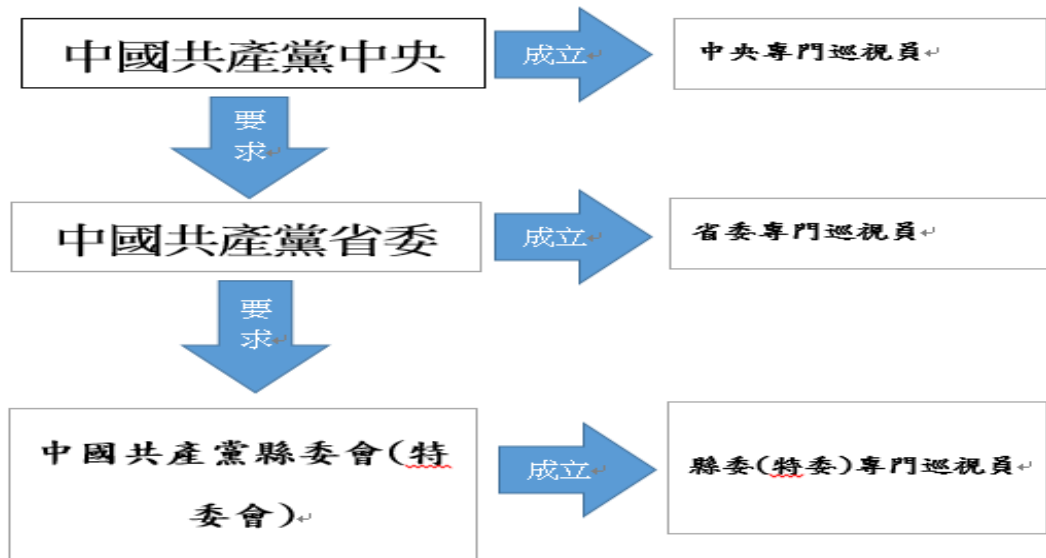 中國共產黨中央
成立
中央專門巡視員
要
求
中國共產黨省委
成立
省委專門巡視員
要
求
中國共產黨縣委會(特
委會)
成立
縣委(特委)專門巡視員